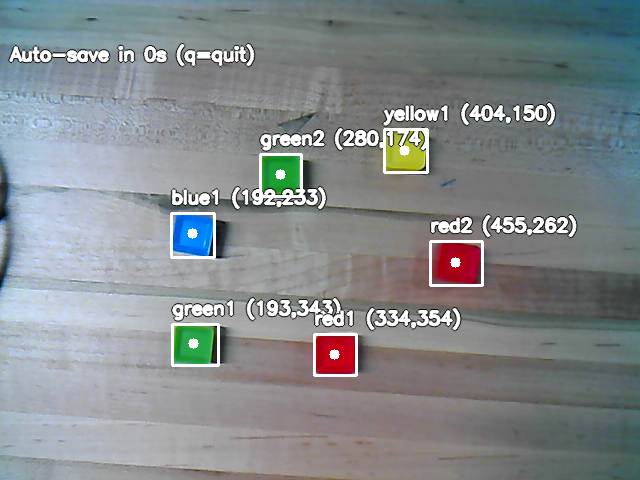 Auto-save in 0s (q=quit)
yellow1 (404,150)
green2 (280,174)
blue1 (192,233)
red2 (455,262)
green1 (193,343)
red1 (334,354)